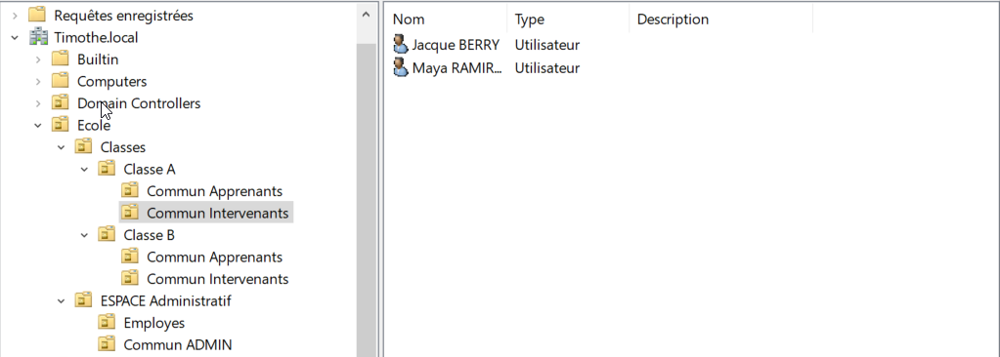 Requêtes enregistrées
Timothe.local
Builtin
Computers
Domain Controllers
Ecole
Classes
Classe A
Commun Apprenants
Commun Intervenants
Classe B
Commun Apprenants
Commun Intervenants
ESPACE Administratif
Employes
Commun ADMIN
Nom Type Description
Jacque BERRY Utilisateur
Maya RAMIR... Utilisateur